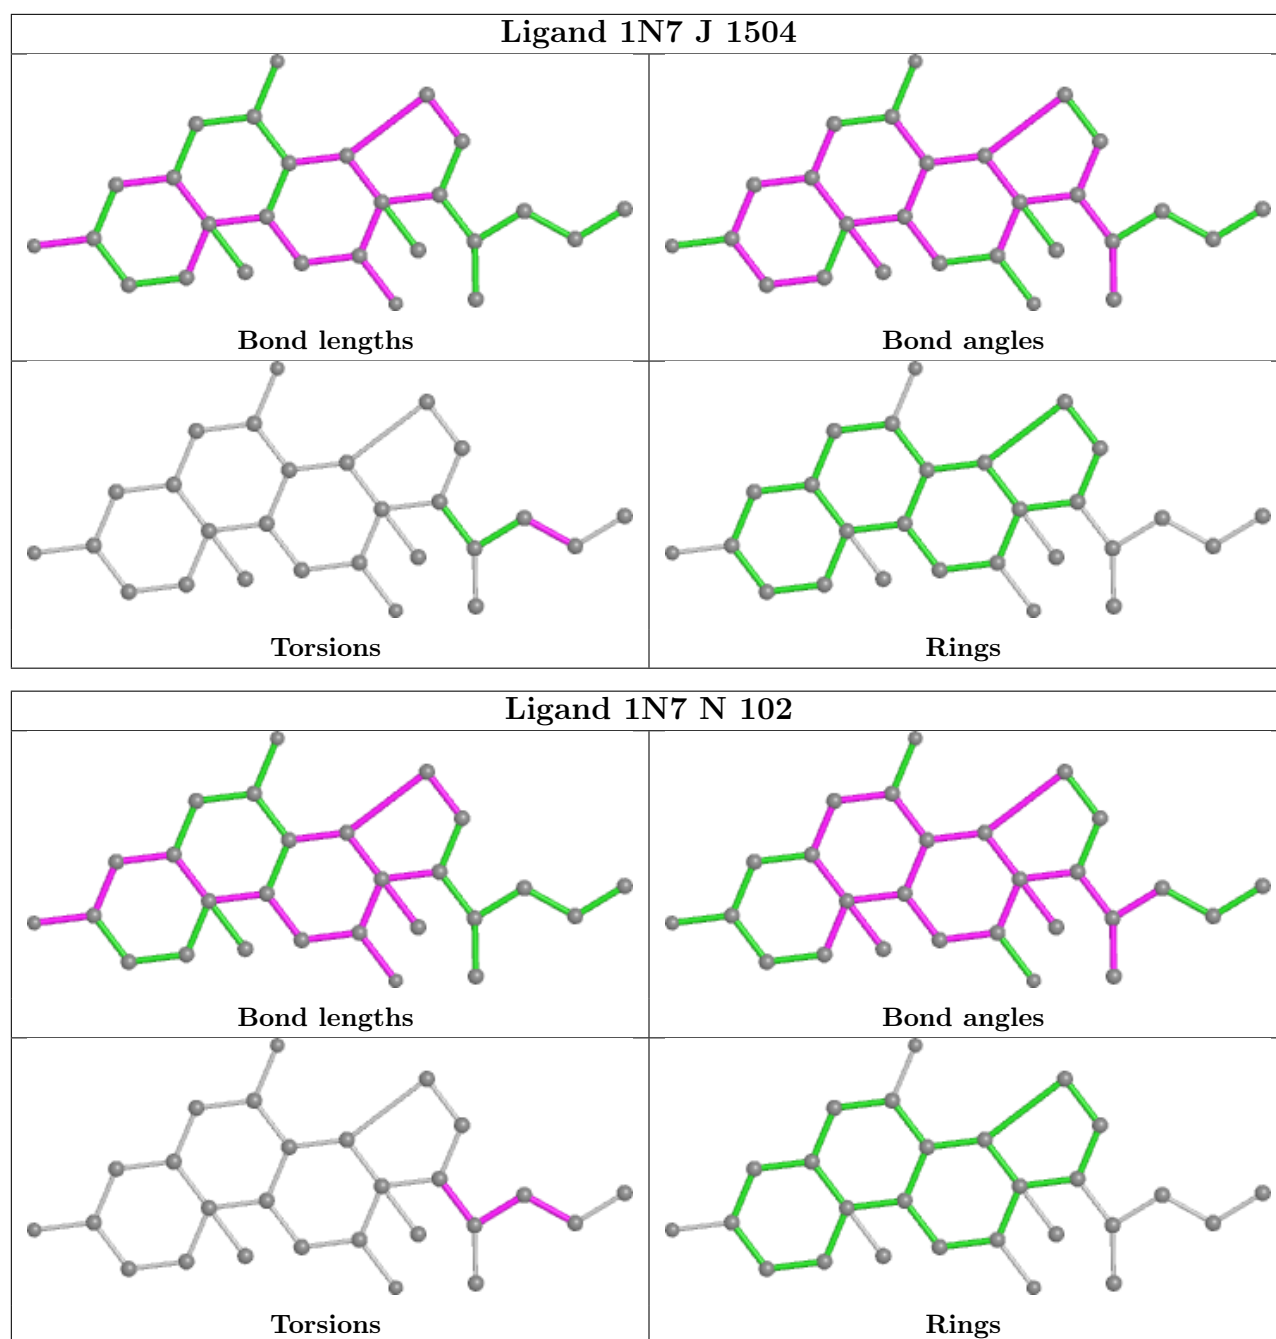 Ligand 1N7 J 1504
Bond lengths
Bond angles
Torsions
Rings
Ligand 1N7 N 102
Bond lengths
Bond angles
Torsions
Rings